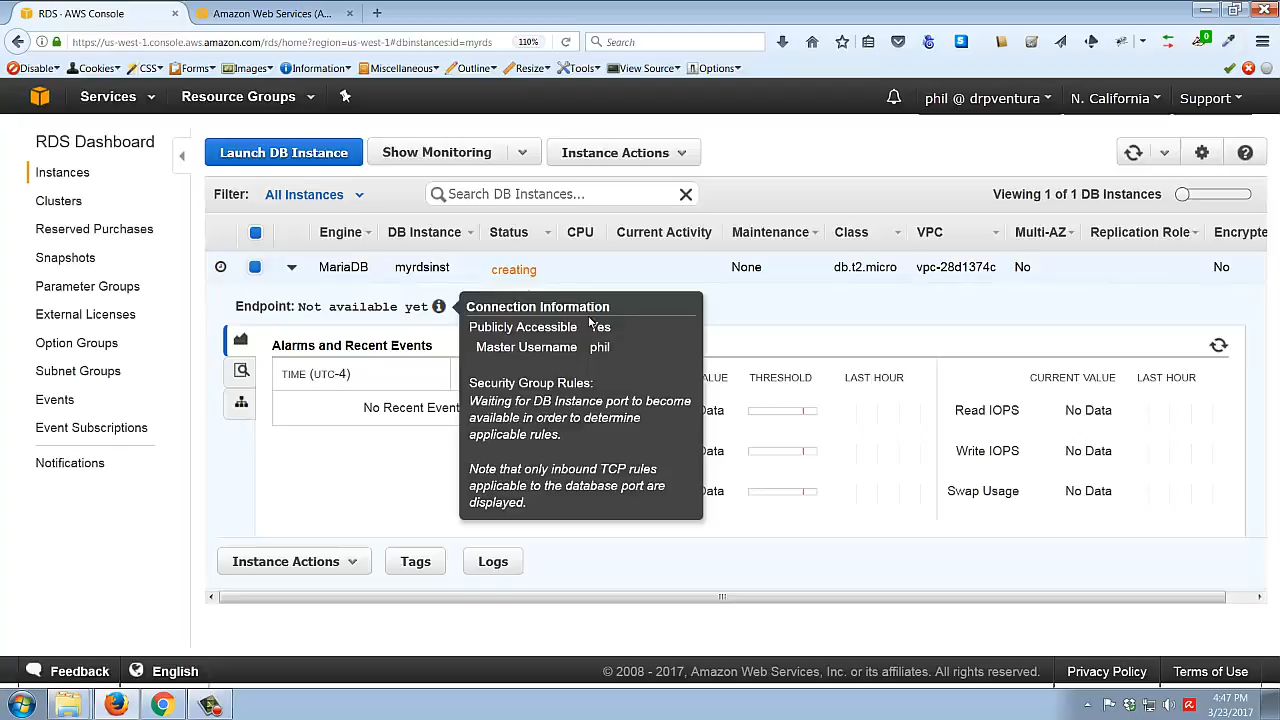 RDS · AWS Console
Amazon Web Services (A...
https://us-west-1.console.aws.amazon.com/rds/home?region=us-west-1#dbinstances:id=myrds
110%
Search
0
Disable
Cookies
CSS
Forms
Images
Information
Miscellaneous
Outline
Resize
Tools
View Source
Options
Services
Resource Groups
phil @ drpventura
N. California
Support
RDS Dashboard
Instances
Clusters
Reserved Purchases
Snapshots
Parameter Groups
External Licenses
Option Groups
Subnet Groups
Events
Event Subscriptions
Notifications
Launch DB Instance
Show Monitoring
Instance Actions
Filter: All Instances
Search DB Instances...
Viewing 1 of 1 DB Instances
Engine DB Instance Status CPU Current Activity Maintenance Class VPC Multi-AZ Replication Role Encrypte
MariaDB myrdsinst creating None db.t2.micro vpc-28d1374c No No
Endpoint: Not available yet
Connection Information
Publicly Accessible Yes
Master Username phil
Security Group Rules:
Waiting for DB Instance port to become
available in order to determine
applicable rules.
Note that only inbound TCP rules
applicable to the database port are
displayed.
Alarms and Recent Events
TIME (UTC-4)
No Recent Event
ALUE THRESHOLD LAST HOUR
CURRENT VALUE LAST HOUR
Data
Read IOPS No Data
Data
Write IOPS No Data
Data
Swap Usage No Data
Instance Actions
Tags
Logs
Feedback
English
© 2008 - 2017, Amazon Web Services, Inc. or its affiliates. All rights reserved.
Privacy Policy
Terms of Use
4:47 PM
3/23/2017